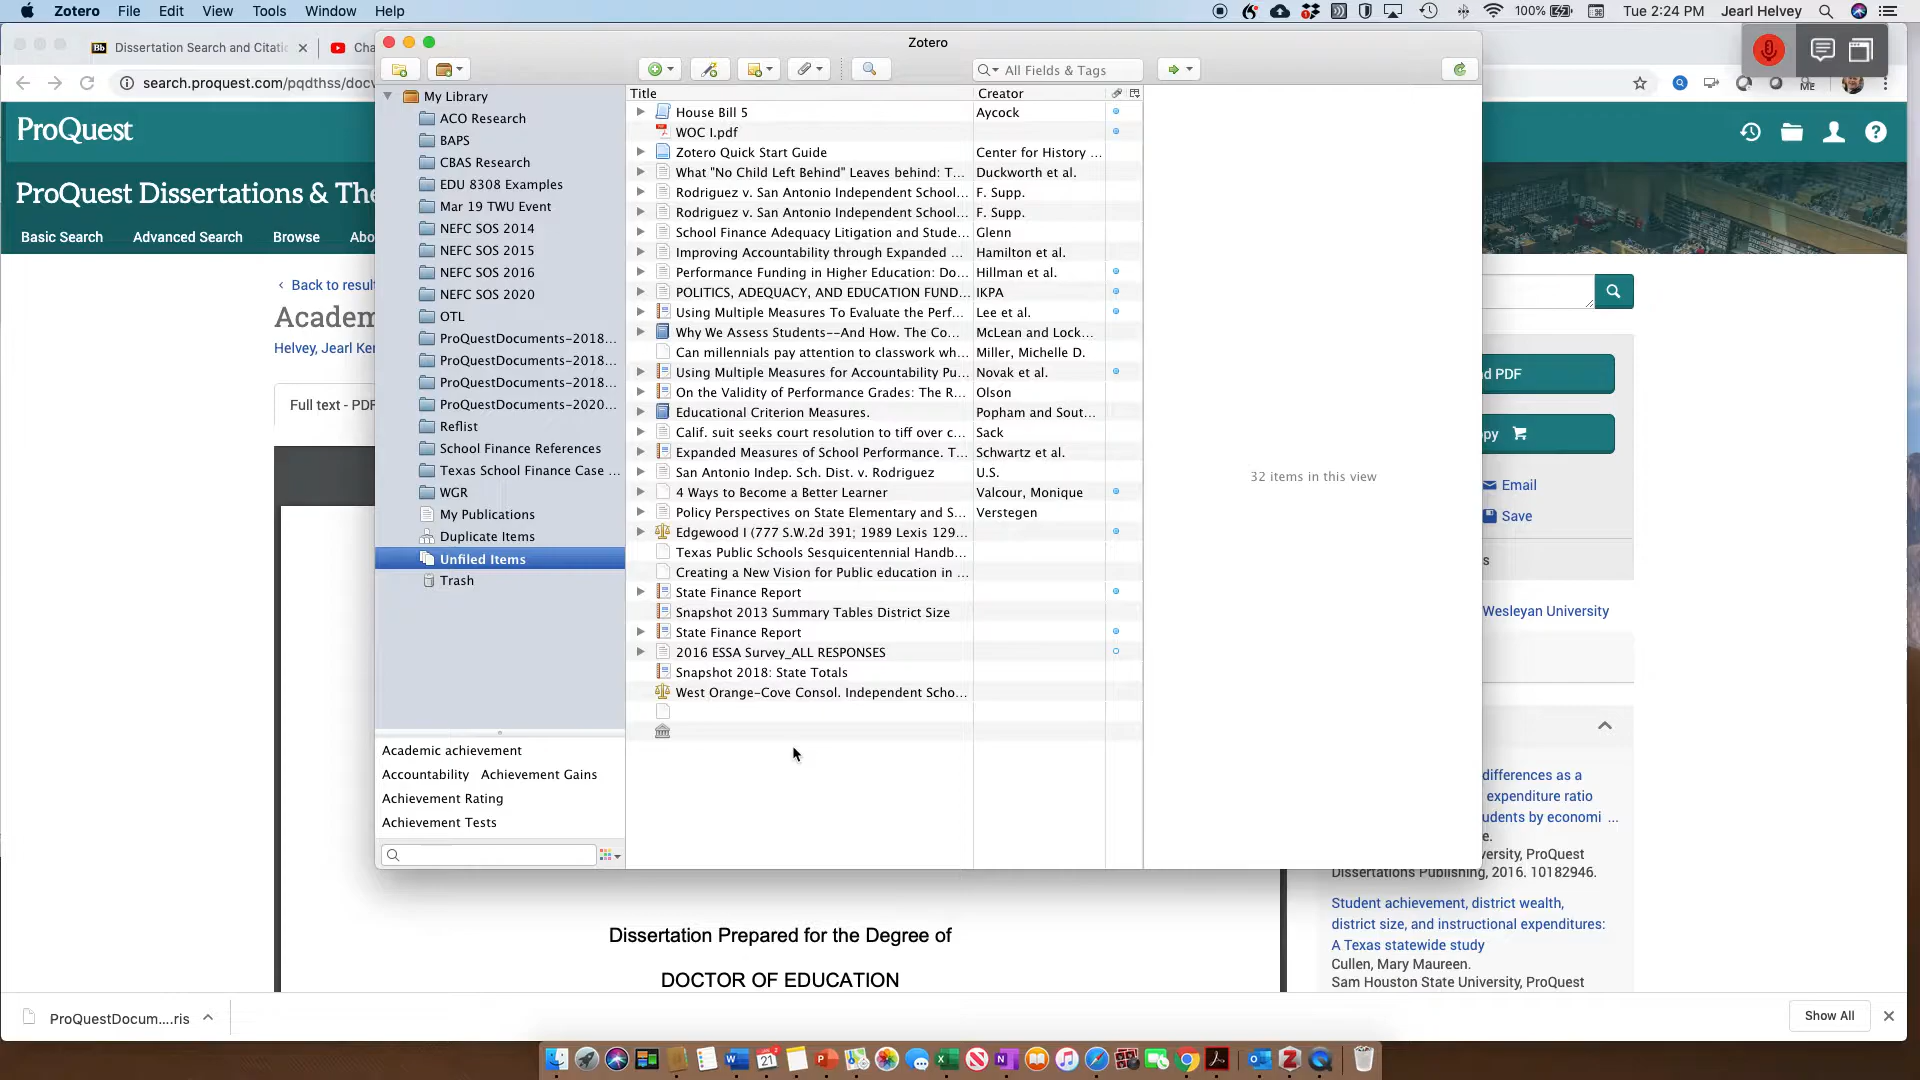 Zotero File Edit View Tools Window Help
100% Tue 2:24 PM Jearl Helvey
Bb Dissertation Search and Citatio Cha
Zotero
search.proquest.com/pqdthss/docv
All Fields & Tags
ProQuest
ProQuest Dissertations & The
Basic Search Advanced Search Browse Abo
Back to result
Academ
Helvey, Jearl Ker
Full text - PDF
My Library
ACO Research
BAPS
CBAS Research
EDU 8308 Examples
Mar 19 TWU Event
NEFC SOS 2014
NEFC SOS 2015
NEFC SOS 2016
NEFC SOS 2020
OTL
ProQuestDocuments-2018...
ProQuestDocuments-2018...
ProQuestDocuments-2018...
ProQuestDocuments-2020...
Reflist
School Finance References
Texas School Finance Case ...
WGR
My Publications
Duplicate Items
Unfiled Items
Trash
Academic achievement
Accountability Achievement Gains
Achievement Rating
Achievement Tests
Title Creator
House Bill 5 Aycock
WOC I.pdf
Zotero Quick Start Guide Center for History ...
What "No Child Left Behind" Leaves behind: T... Duckworth et al.
Rodriguez v. San Antonio Independent School... F. Supp.
Rodriguez v. San Antonio Independent School... F. Supp.
School Finance Adequacy Litigation and Stude... Glenn
Improving Accountability through Expanded ... Hamilton et al.
Performance Funding in Higher Education: Do... Hillman et al.
POLITICS, ADEQUACY, AND EDUCATION FUND... IKPA
Using Multiple Measures To Evaluate the Perf... Lee et al.
Why We Assess Students--And How. The Co... McLean and Lock...
Can millennials pay attention to classwork wh... Miller, Michelle D.
Using Multiple Measures for Accountability Pu... Novak et al.
On the Validity of Performance Grades: The R... Olson
Educational Criterion Measures. Popham and Sout...
Calif. suit seeks court resolution to tiff over c... Sack
Expanded Measures of School Performance. T... Schwartz et al.
San Antonio Indep. Sch. Dist. v. Rodriguez U.S.
4 Ways to Become a Better Learner Valcour, Monique
Policy Perspectives on State Elementary and S... Verstegen
Edgewood I (777 S.W.2d 391; 1989 Lexis 129...
Texas Public Schools Sesquicentennial Handb...
Creating a New Vision for Public education in ...
State Finance Report
Snapshot 2013 Summary Tables District Size
State Finance Report
2016 ESSA Survey_ALL RESPONSES
Snapshot 2018: State Totals
West Orange-Cove Consol. Independent Scho...
32 items in this view
d PDF
opy
Email
Save
s
Wesleyan University
differences as a
expenditure ratio
udents by economi ...
e.
versity, ProQuest
Dissertations Publishing, 2016. 10182946.
Student achievement, district wealth,
district size, and instructional expenditures:
A Texas statewide study
Cullen, Mary Maureen.
Sam Houston State University, ProQuest
Dissertation Prepared for the Degree of
DOCTOR OF EDUCATION
ProQuestDocum....ris
Show All
21